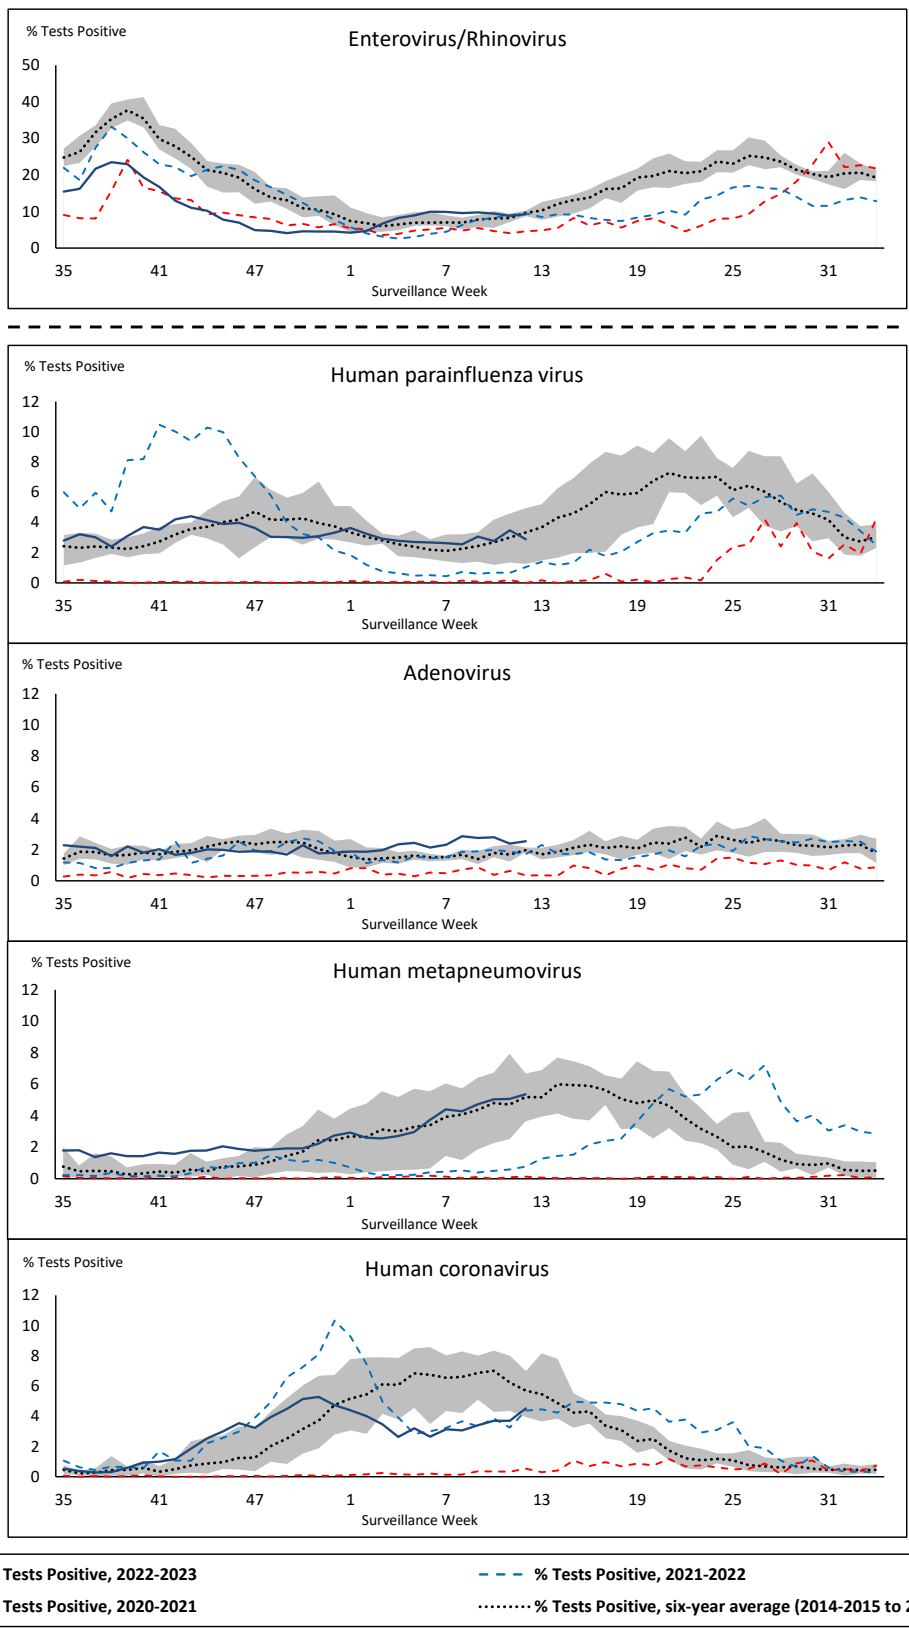 % Tests Positive
Enterovirus/Rhinovirus
50
40
30
20
10
0
35 41 47 1 7 13 19 25 31
Surveillance Week
% Tests Positive
Human parainfluenza virus
12
10
8
6
4
2
0
35 41 47 1 7 13 19 25 31
Surveillance Week
% Tests Positive
Adenovirus
12
10
8
6
4
2
0
35 41 47 1 7 13 19 25 31
Surveillance Week
% Tests Positive
Human metapneumovirus
12
10
8
6
4
2
0
35 41 47 1 7 13 19 25 31
Surveillance Week
% Tests Positive
Human coronavirus
12
10
8
6
4
2
0
35 41 47 1 7 13 19 25 31
Surveillance Week
Tests Positive, 2022-2023 % Tests Positive, 2021-2022
Tests Positive, 2020-2021 % Tests Positive, six-year average (2014-2015 to